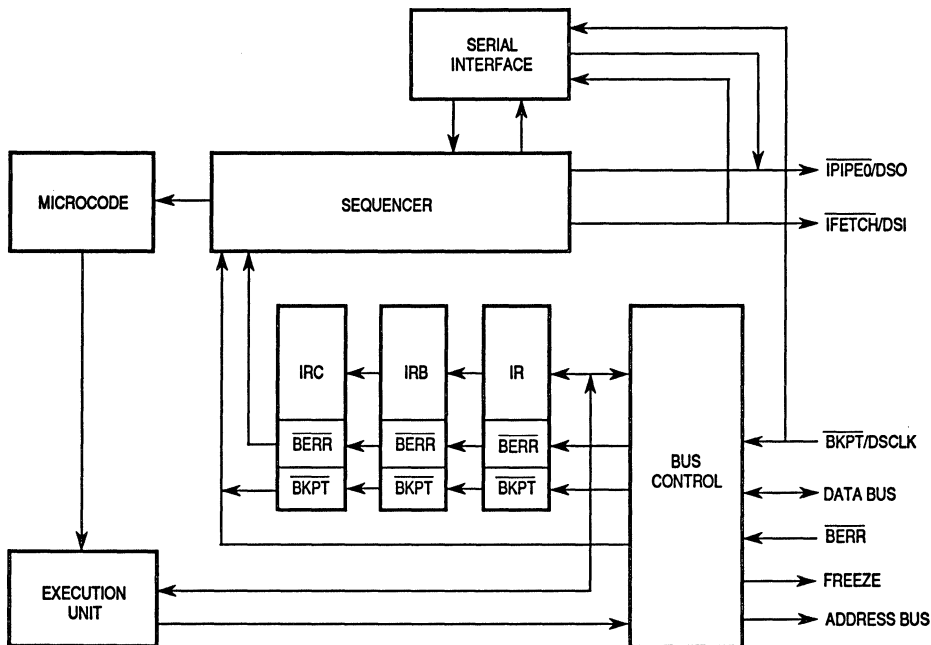 SERIAL
INTERFACE
IPIPE0/DSO
MICROCODE
SEQUENCER
IFETCH/DSI
IRC
IRB
IR
BERR
BERR
BERR
BKPT
BKPT
BKPT
BUS
CONTROL
BKPT/DSCLK
DATA BUS
BERR
FREEZE
ADDRESS BUS
EXECUTION
UNIT